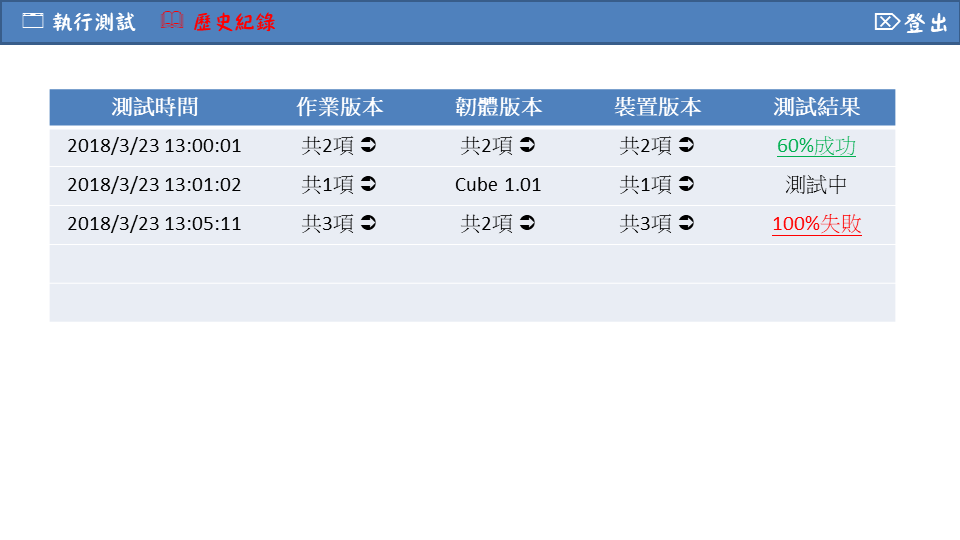 執行測試 歷史紀錄 登出
測試時間 作業版本 韌體版本 裝置版本 測試結果
2018/3/23 13:00:01 共2項 共2項 共2項 60%成功
2018/3/23 13:01:02 共1項 Cube 1.01 共1項 測試中
2018/3/23 13:05:11 共3項 共2項 共3項 100%失敗